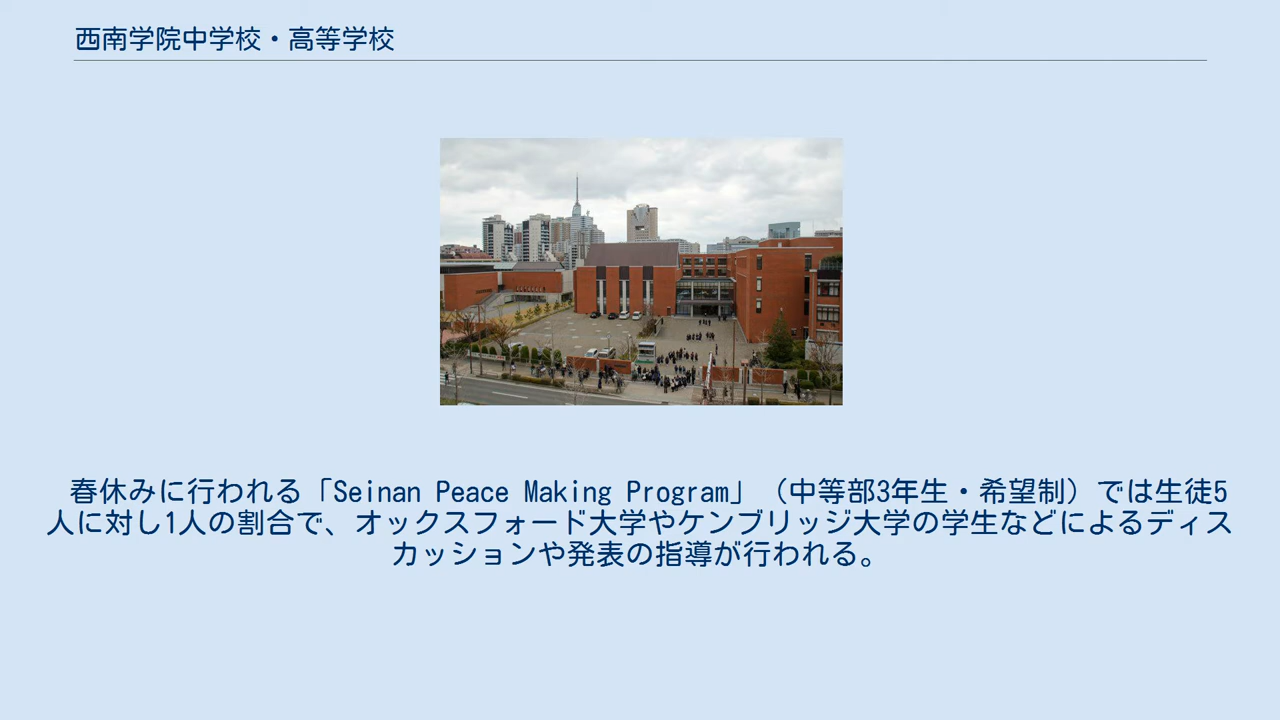 西南学院中学校・高等学校
春休みに行われる「Seinan Peace Making Program」（中等部3年生・希望制）では生徒5
人に対し1人の割合で、オックスフォード大学やケンブリッジ大学の学生などによるディス
カッションや発表の指導が行われる。